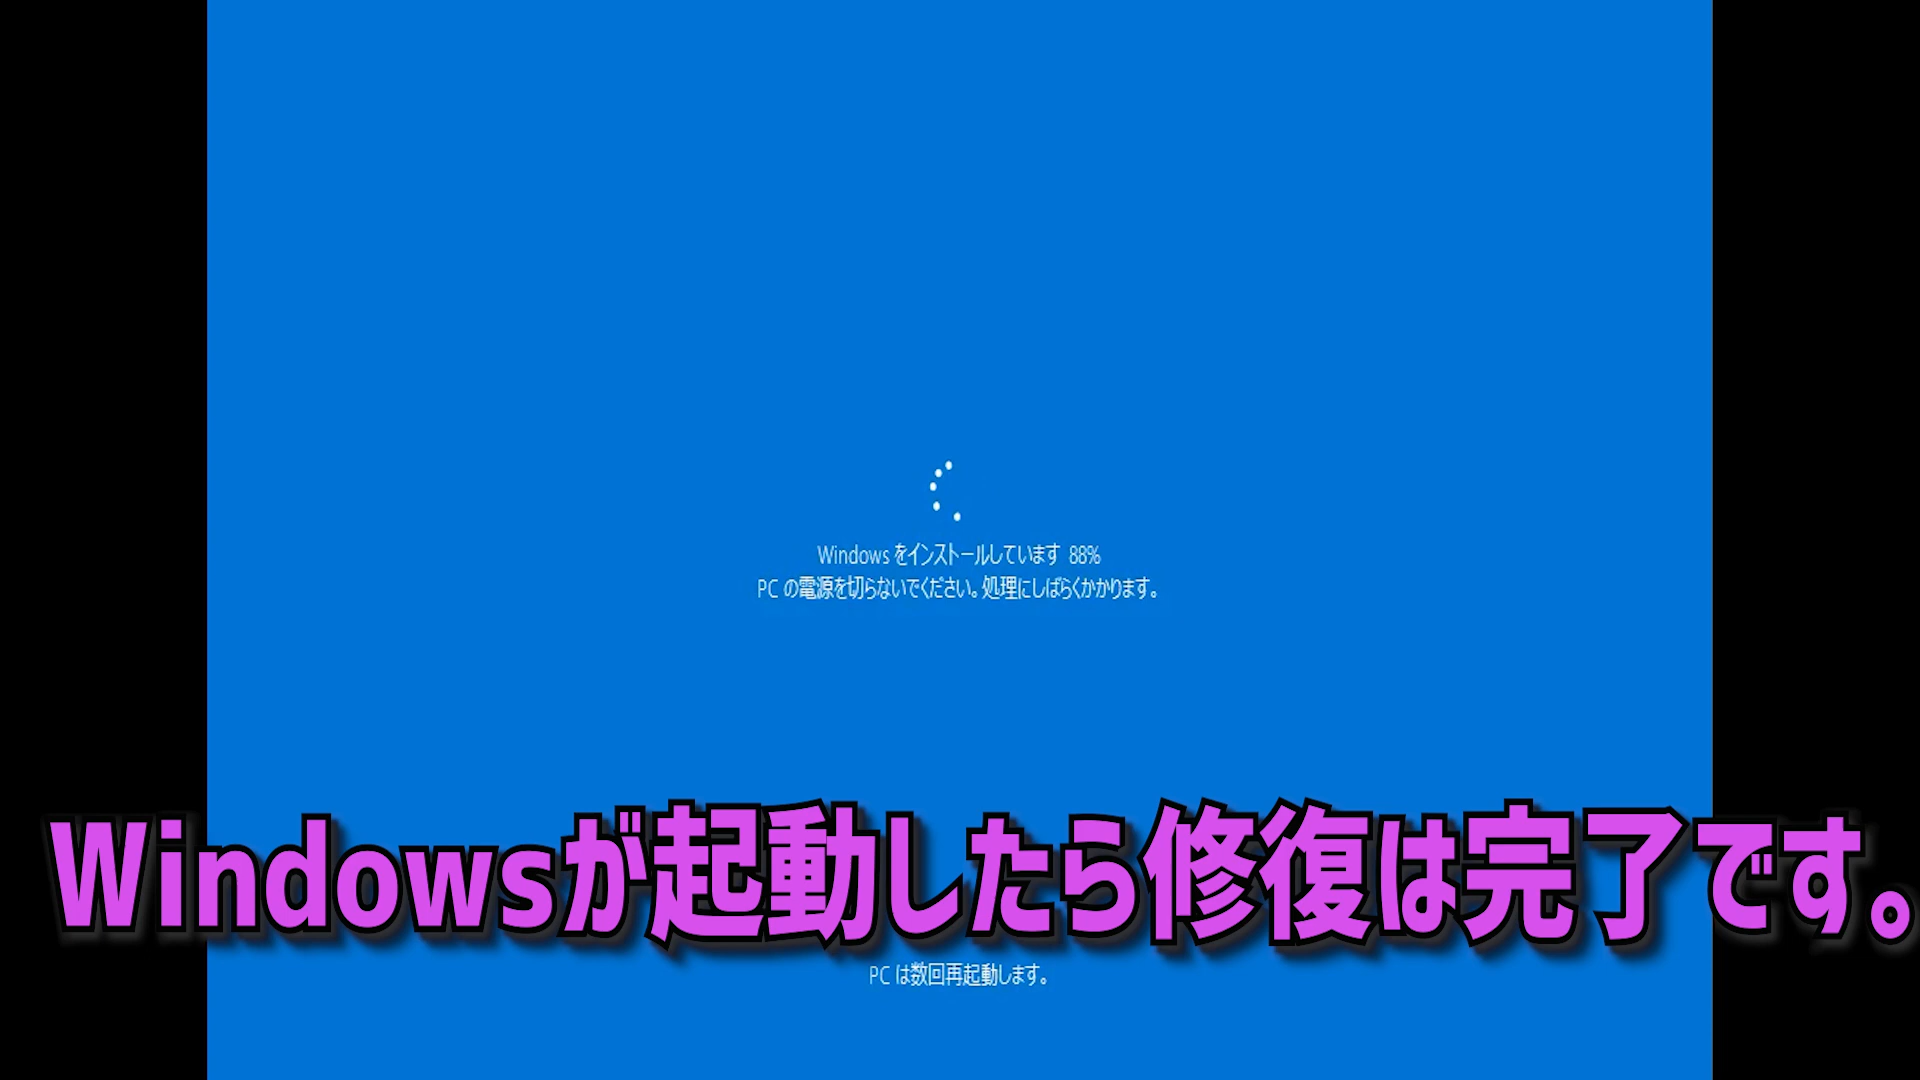 Windows をインストールしています 88%
PC の電源を切らないでください。処理にしばらくかかります。
Windowsが起動したら修復は完了です。
PC は数回再起動します。